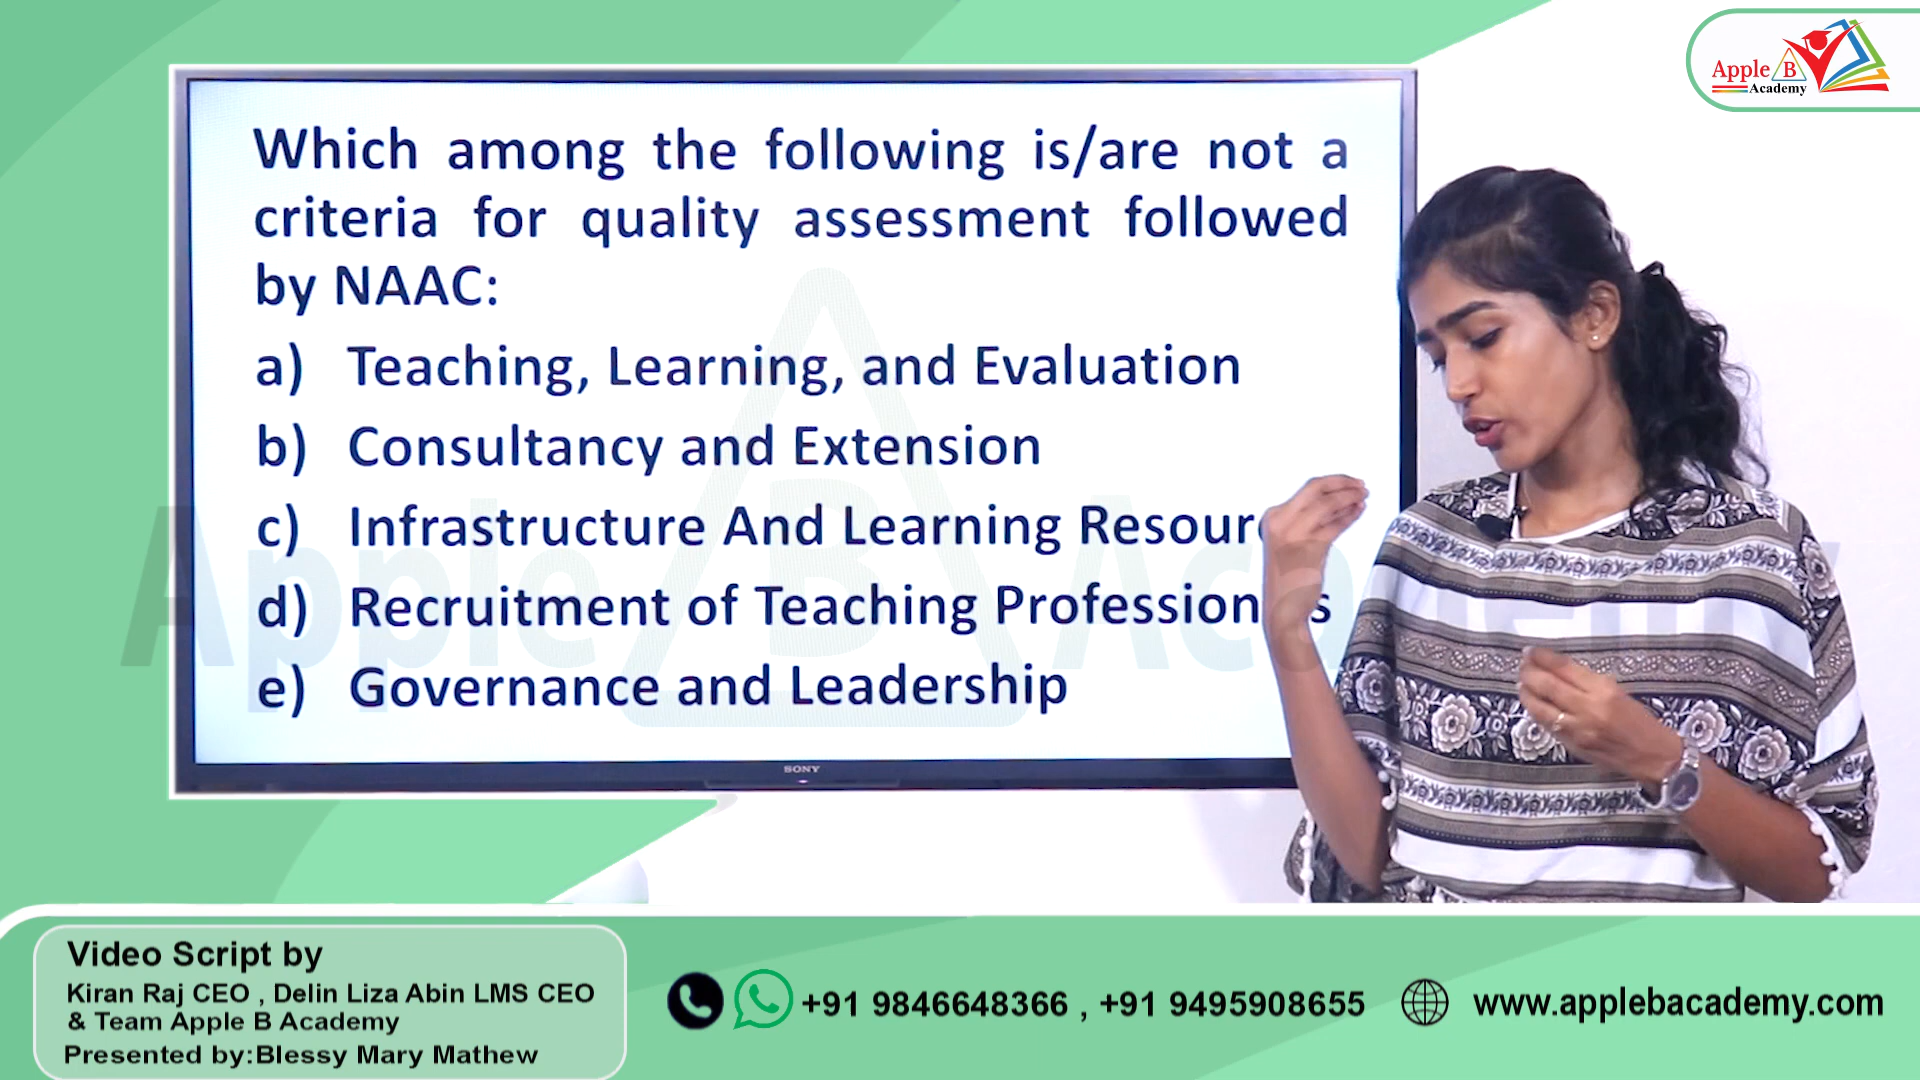 Apple B
Academy
Which among the following is/are not a
criteria for quality assessment followed
by NAAC:
a) Teaching, Learning, and Evaluation
b) Consultancy and Extension
c) Infrastructure And Learning
d) Recruitment of Teaching
e) Governance and Leadership
Apple B Academy
SONY
Video Script by
Kiran Raj CEO , Delin Liza Abin LMS CEO
& Team Apple B Academy
Presented by:Blessy Mary Mathew
+91 9846648366 , +91 9495908655
www.applebacademy.com